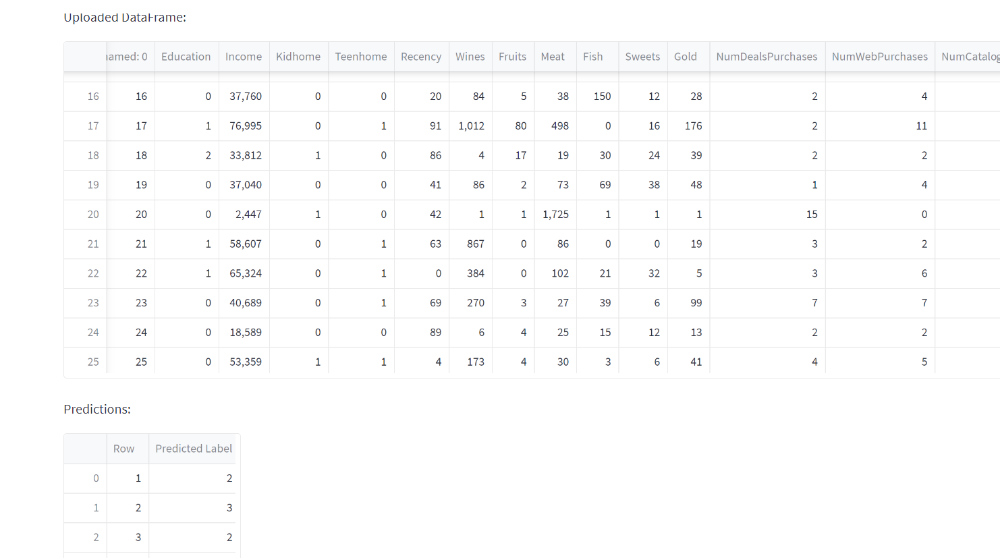 Uploaded DataFrame:
named: 0 Education Income Kidhome Teenhome Recency Wines Fruits Meat Fish Sweets Gold NumDealsPurchases NumWebPurchases NumCatalog
16 16 0 37,760 0 0 20 84 5 38 150 12 28 2 4
17 17 1 76,995 0 1 91 1,012 80 498 0 16 176 2 11
18 18 2 33,812 1 0 86 4 17 19 30 24 39 2 2
19 19 0 37,040 0 0 41 86 2 73 69 38 48 1 4
20 20 0 2,447 1 0 42 1 1 1,725 1 1 1 15 0
21 21 1 58,607 0 1 63 867 0 86 0 0 19 3 2
22 22 1 65,324 0 1 0 384 0 102 21 32 5 3 6
23 23 0 40,689 0 1 69 270 3 27 39 6 99 7 7
24 24 0 18,589 0 0 89 6 4 25 15 12 13 2 2
25 25 0 53,359 1 1 4 173 4 30 3 6 41 4 5
Predictions:
Row Predicted Label
0 1 2
1 2 3
2 3 2